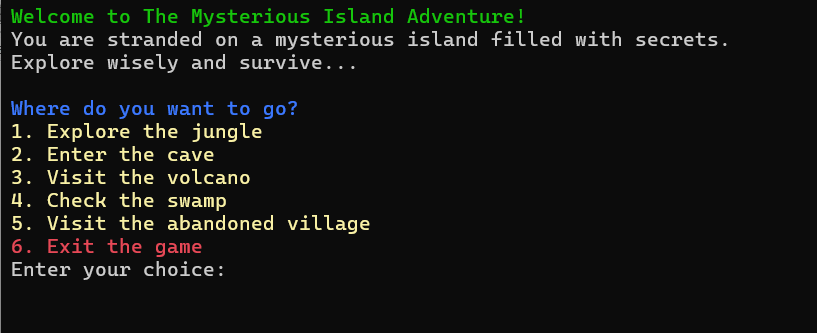 Welcome to The Mysterious Island Adventure!
You are stranded on a mysterious island filled with secrets.
Explore wisely and survive...
Where do you want to go?
1. Explore the jungle
2. Enter the cave
3. Visit the volcano
4. Check the swamp
5. Visit the abandoned village
6. Exit the game
Enter your choice: